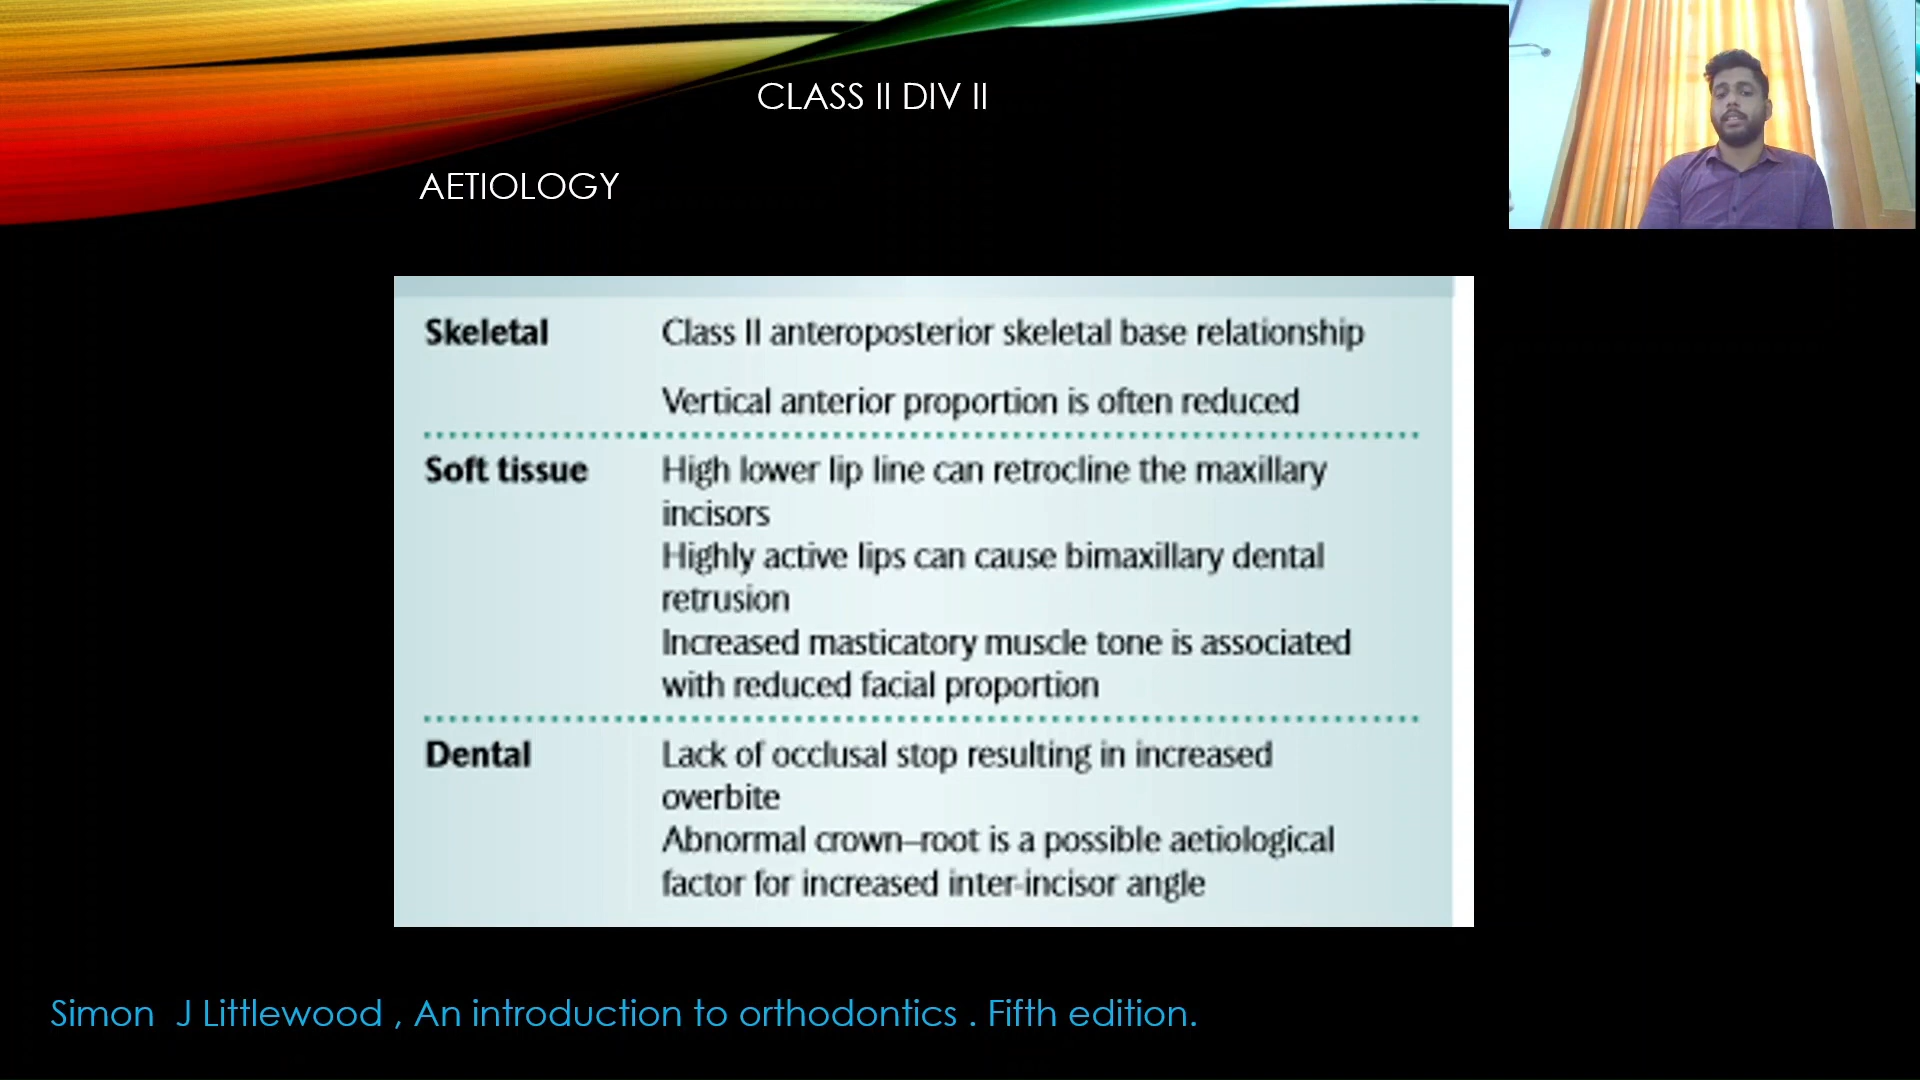 CLASS II DIV II
AETIOLOGY
Skeletal Class II anteroposterior skeletal base relationship
Vertical anterior proportion is often reduced
Soft tissue High lower lip line can retrocline the maxillary
incisors
Highly active lips can cause bimaxillary dental
retrusion
Increased masticatory muscle tone is associated
with reduced facial proportion
Dental Lack of occlusal stop resulting in increased
overbite
Abnormal crown–root is a possible aetiological
factor for increased inter-incisor angle
Simon J Littlewood , An introduction to orthodontics . Fifth edition.